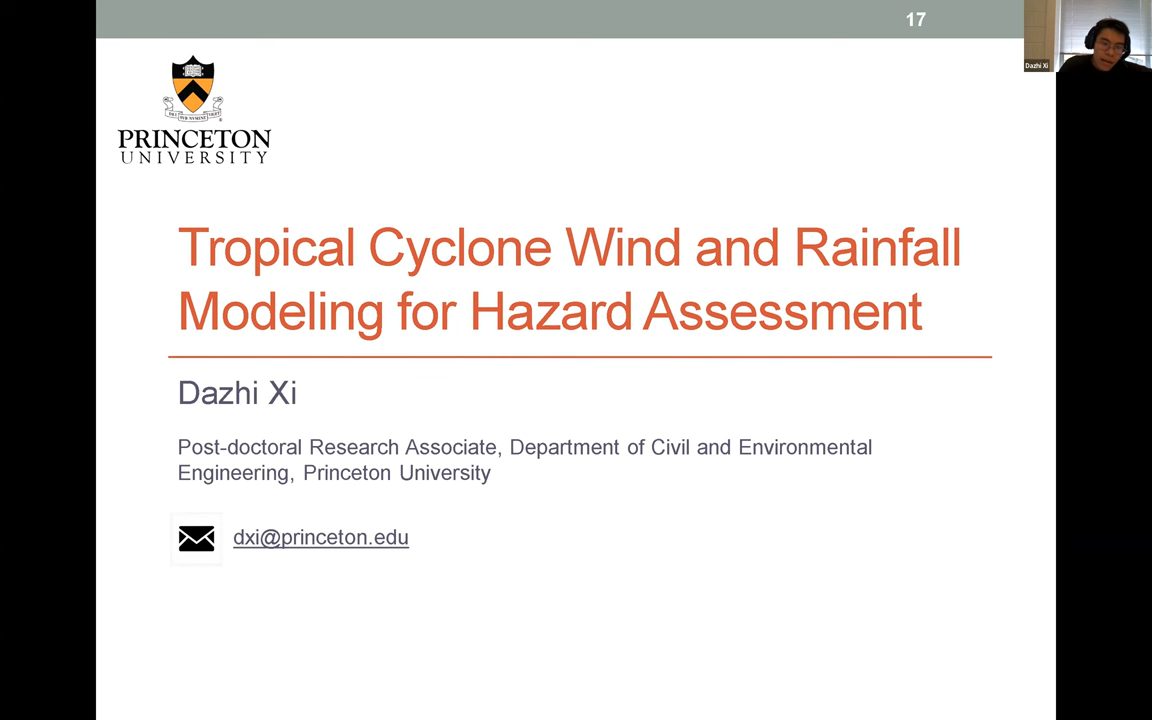 17
Dazhi Xi
PRINCETON
UNIVERSITY
Tropical Cyclone Wind and Rainfall
Modeling for Hazard Assessment
Dazhi Xi
Post-doctoral Research Associate, Department of Civil and Environmental
Engineering, Princeton University
dxi@princeton.edu